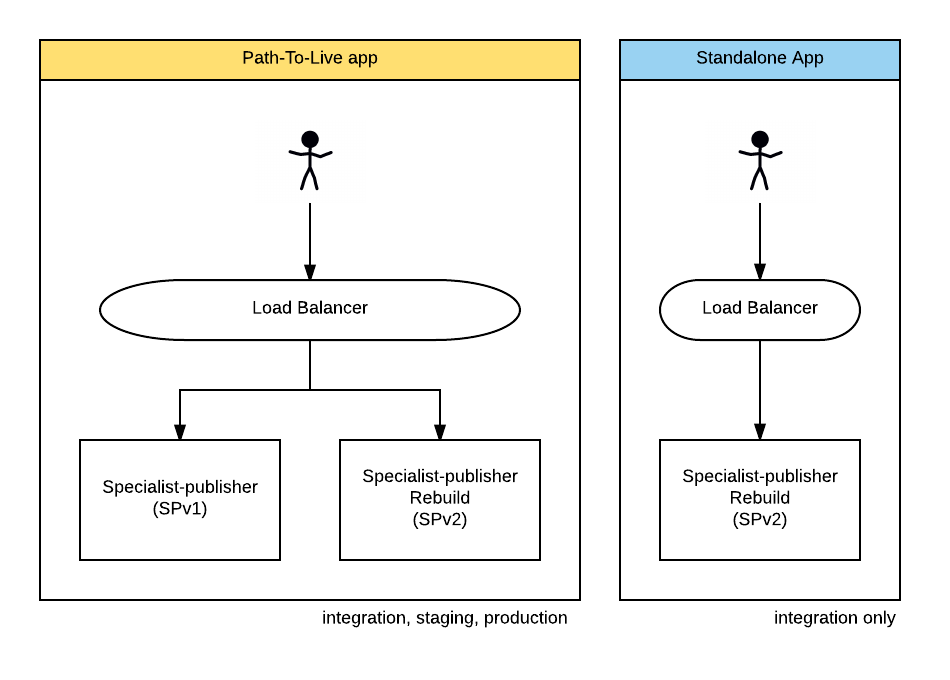 Path-To-Live app
Standalone App
Load Balancer
Load Balancer
Specialist-publisher
(SPv1)
Specialist-publisher
Rebuild
(SPv2)
Specialist-publisher
Rebuild
(SPv2)
integration, staging, production
integration only